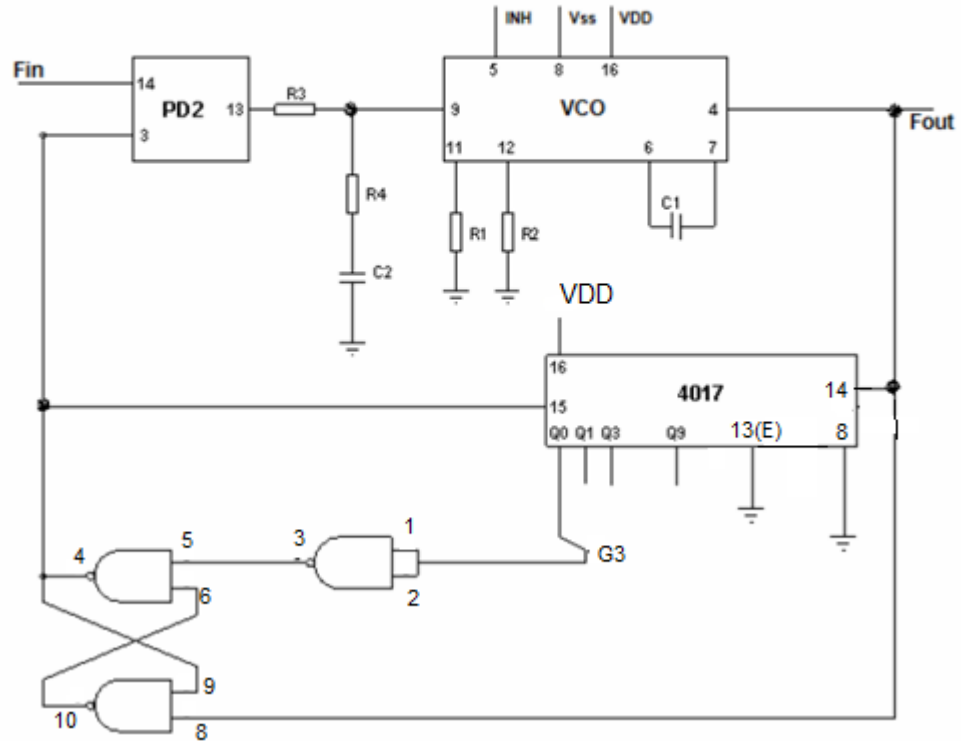 INH Vss VDD
Fin
14
PD2
13
3
R3
5 8 16
9
VCO
4
11 12 6 7
Fout
R4
C2
R1
R2
C1
VDD
16
4017
14
15
Q0 Q1 Q3 Q9 13(E) 8
G3
1
2
3
4
5
6
9
10
8